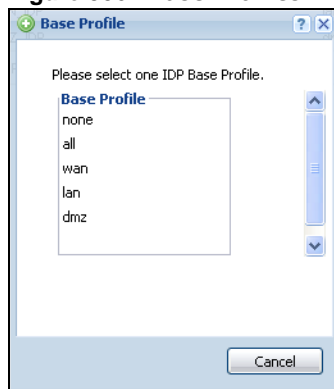 Base Profile
Please select one IDP Base Profile.
Base Profile
none
all
wan
lan
dmz
Cancel